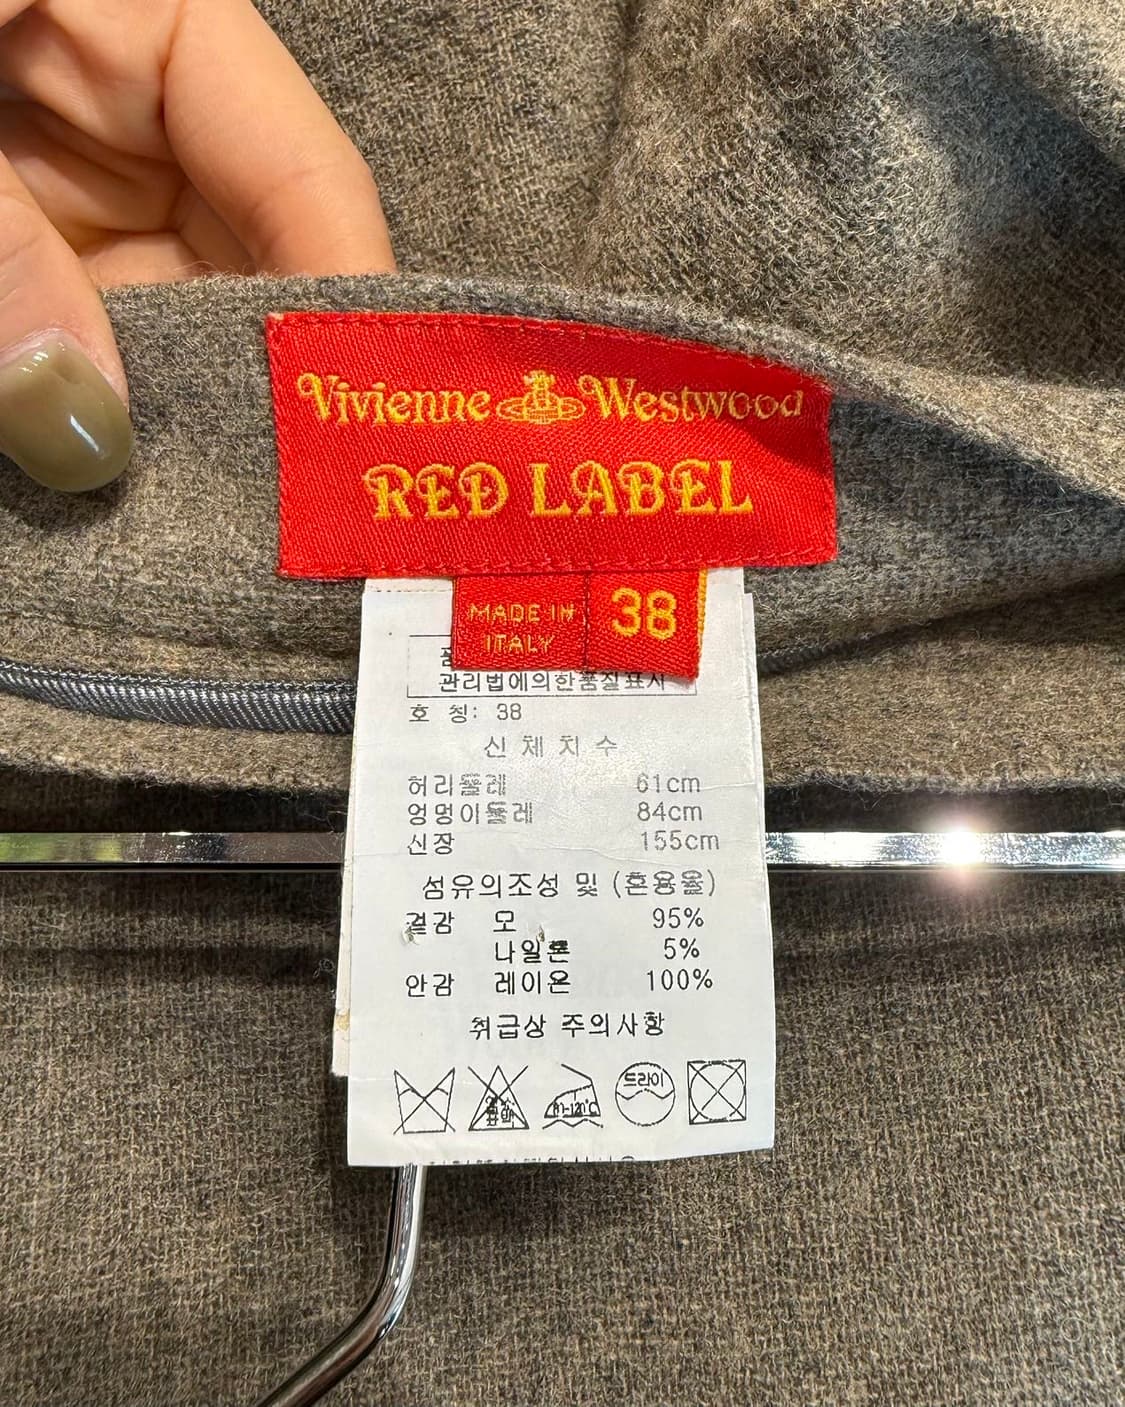 Vivienne Westwood
RED LABEL
MADE IN
ITALY
38
관리법에의한품질표시
호 칭: 38
신 체 치 수
허리둘레 61cm
엉덩이둘레 84cm
신장 155cm
섬유의조성 및 (혼용율)
겉감 모 95%
나일론 5%
안감 레이온 100%
취급상 주의사항
드라이